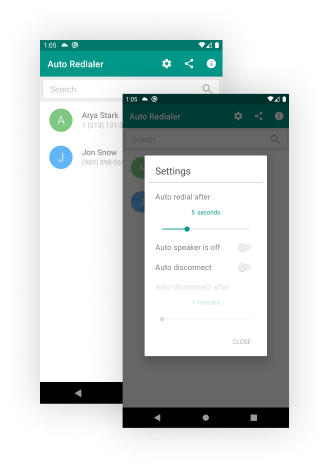 1:05
Auto Redialer
Search
A
Arya Stark
1 (313) 131-3
J
Jon Snow
(989) 898-56
1:05
Auto Redialer
Search
Settings
Auto redial after
5 seconds
Auto speaker is off
Auto disconnect
Auto disconnect after
1 minutes
CLOSE